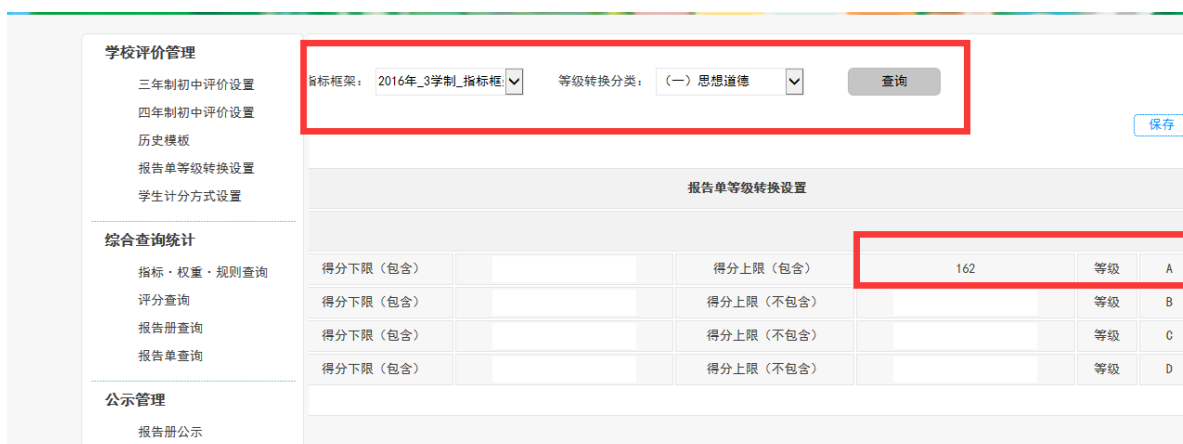 学校评价管理
三年制初中评价设置
四年制初中评价设置
历史模板
报告单等级转换设置
学生计分方式设置
综合查询统计
指标·权重·规则查询
评分查询
报告册查询
报告单查询
公示管理
报告册公示
指标框架： 2016年_3学制_指标框 等级转换分类： （一）思想道德 查询
保存
报告单等级转换设置
得分下限（包含） 得分上限（包含） 162 等级 A
得分下限（包含） 得分上限（不包含） 等级 B
得分下限（包含） 得分上限（不包含） 等级 C
得分下限（包含） 得分上限（不包含） 等级 D